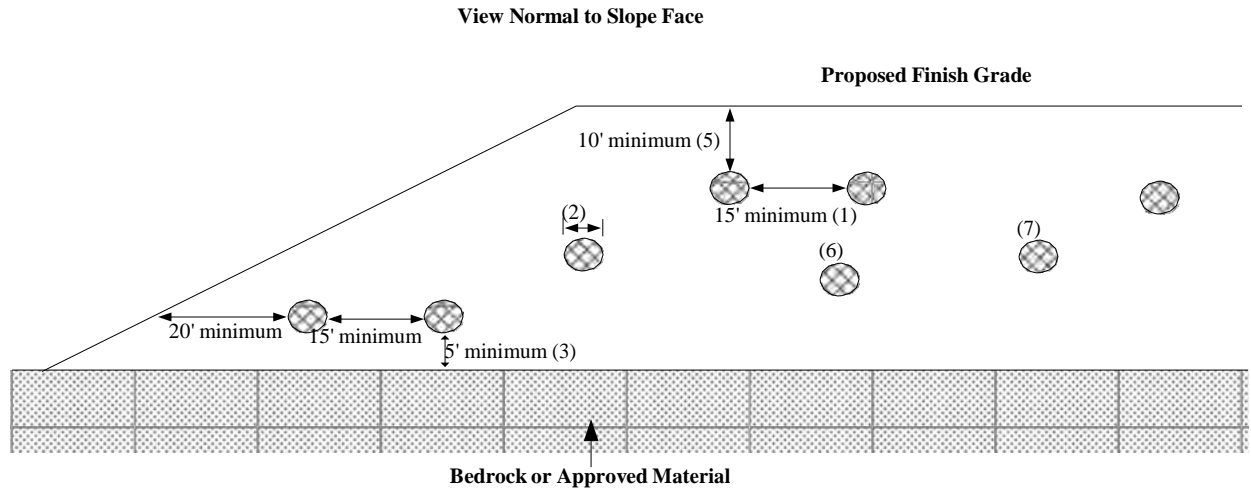 View Normal to Slope Face
Proposed Finish Grade
10' minimum (5)
15' minimum (1)
(2)
(7)
(6)
20' minimum
15' minimum
5' minimum (3)
Bedrock or Approved Material